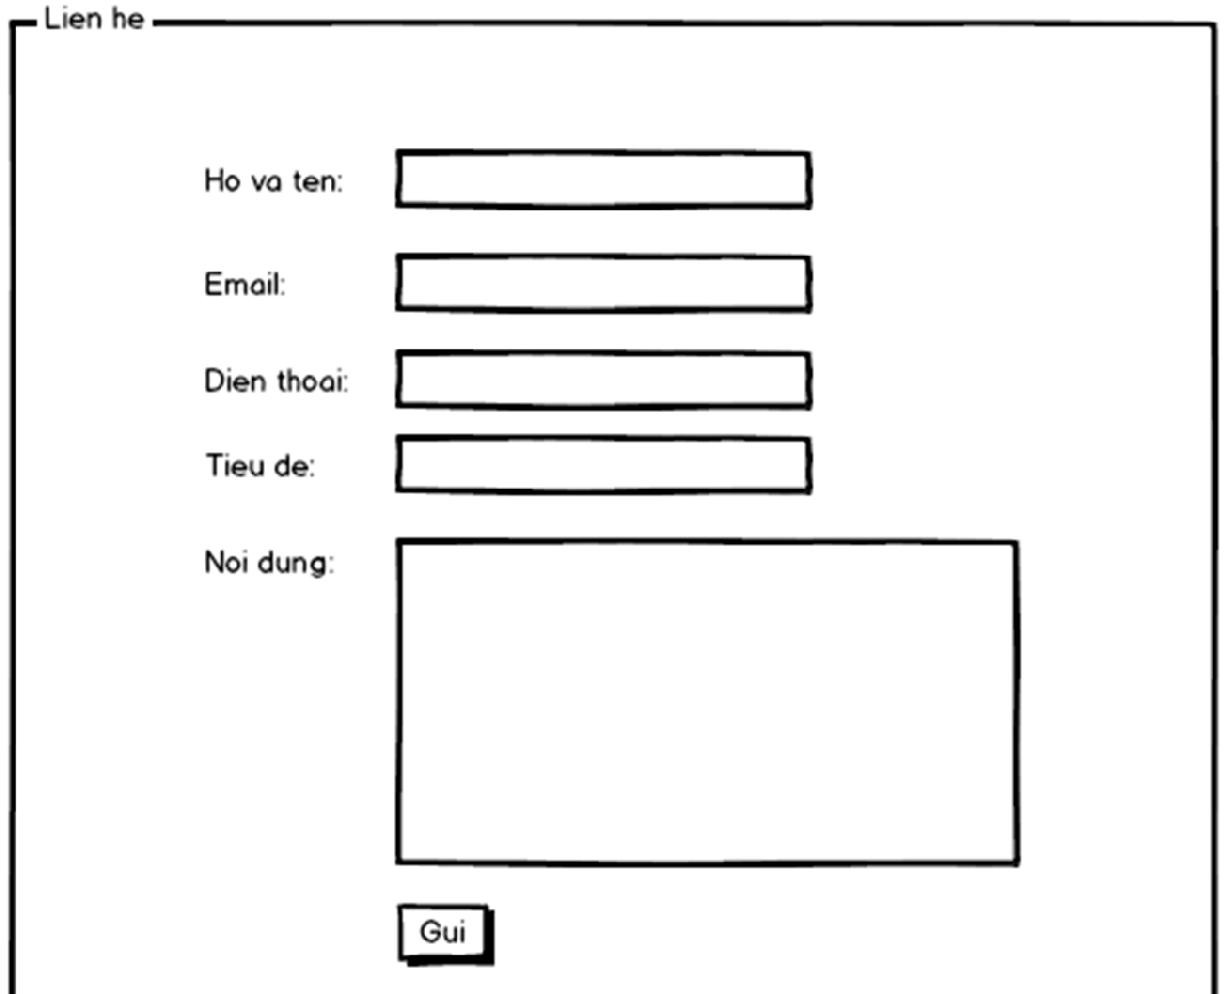 Lien he
Ho va ten:
Email:
Dien thoai:
Tieu de:
Noi dung:
Gui